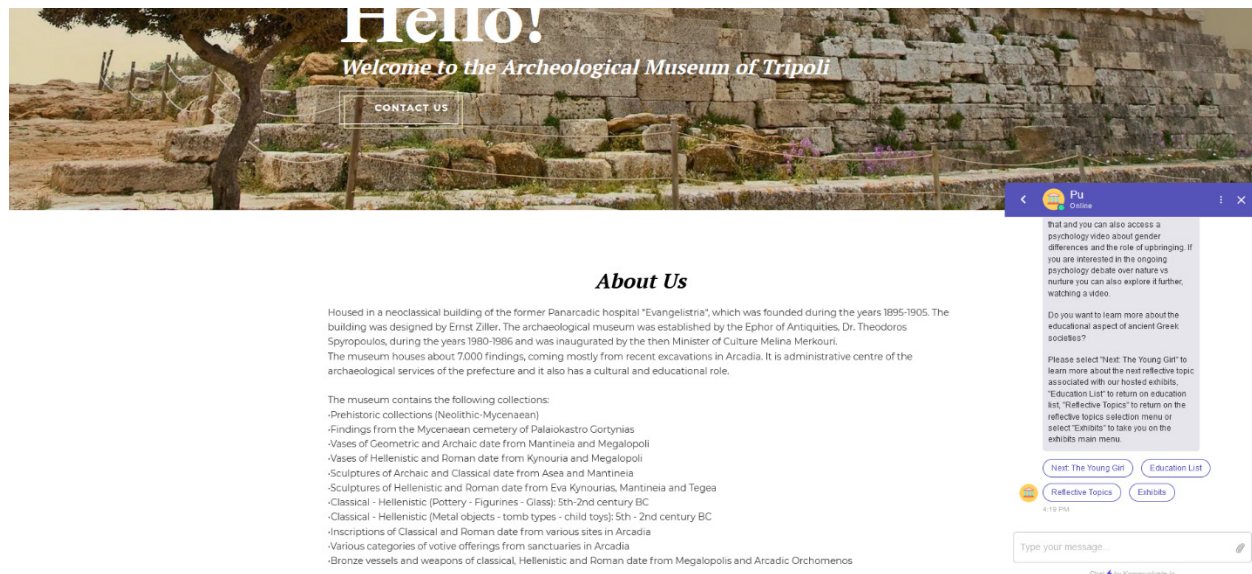 Hello!
Welcome to the Archeological Museum of Tripoli
CONTACT US
About Us
Housed in a neoclassical building of the former Panarcadic hospital "Evangelistria", which was founded during the years 1895-1905. The
building was designed by Ernst Ziller. The archaeological museum was established by the Ephor of Antiquities, Dr. Theodoros
Spyropoulos, during the years 1980-1986 and was inaugurated by the then Minister of Culture Melina Merkouri.
The museum houses about 7.000 findings, coming mostly from recent excavations in Arcadia. It is administrative centre of the
archaeological services of the prefecture and it also has a cultural and educational role.
The museum contains the following collections:
·Prehistoric collections (Neolithic-Mycenaean)
·Findings from the Mycenaean cemetery of Palaiokastro Gortynias
·Vases of Geometric and Archaic date from Mantineia and Megalopoli
·Vases of Hellenistic and Roman date from Kynouria and Megalopoli
·Sculptures of Archaic and Classical date from Asea and Mantineia
·Sculptures of Hellenistic and Roman date from Eva Kynourias, Mantineia and Tegea
·Classical - Hellenistic (Pottery - Figurines - Glass): 5th-2nd century BC
·Classical - Hellenistic (Metal objects - tomb types - child toys): 5th - 2nd century BC
·Inscriptions of Classical and Roman date from various sites in Arcadia
·Various categories of votive offerings from sanctuaries in Arcadia
·Bronze vessels and weapons of classical, Hellenistic and Roman date from Megalopolis and Arcadic Orchomenos
Pu
Online
that and you can also access a
psychology video about gender
differences and the role of upbringing. If
you are interested in the ongoing
psychology debate over nature vs
nurture you can also explore it further,
watching a video.
Do you want to learn more about the
educational aspect of ancient Greek
societies?
Please select "Next: The Young Girl" to
learn more about the next reflective topic
associated with our hosted exhibits,
"Education List" to return on education
list, "Reflective Topics" to return on the
reflective topics selection menu or
select "Exhibits" to take you on the
exhibits main menu.
Next: The Young Girl
Education List
Reflective Topics
Exhibits
4:19 PM
Type your message...